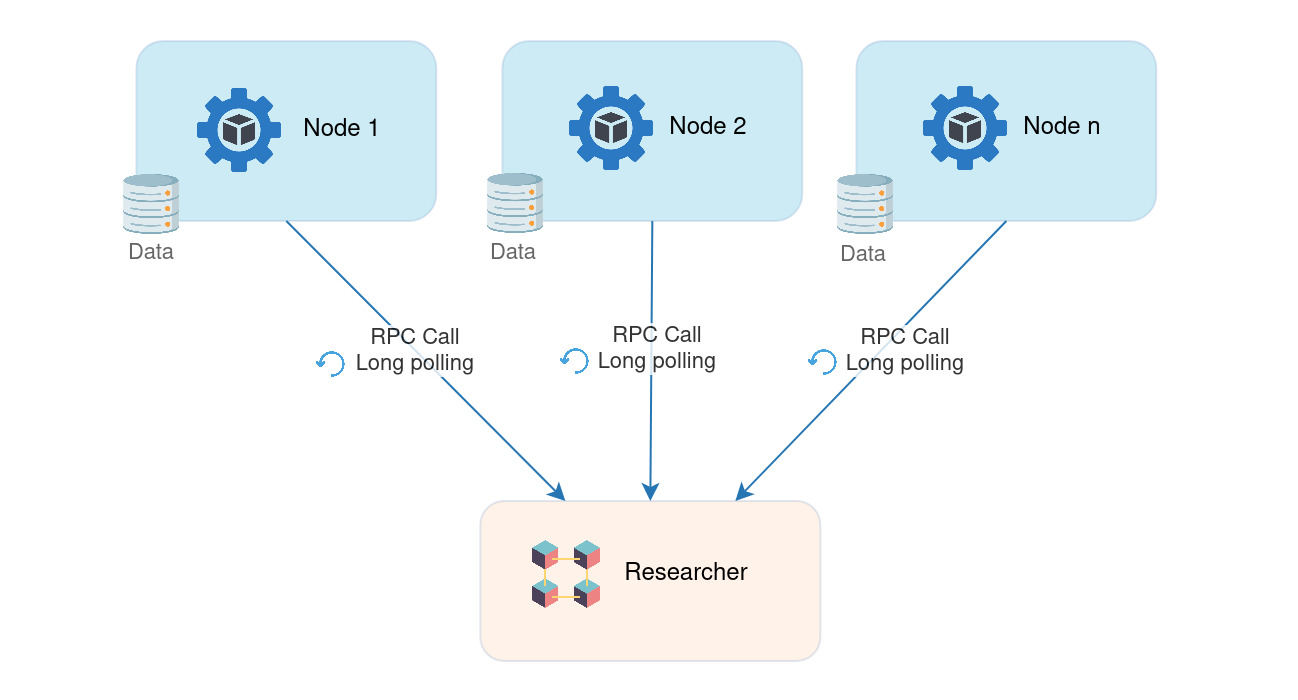 Node 1
Node 2
Node n
Data
Data
Data
RPC Call
Long polling
RPC Call
Long polling
RPC Call
Long polling
Researcher